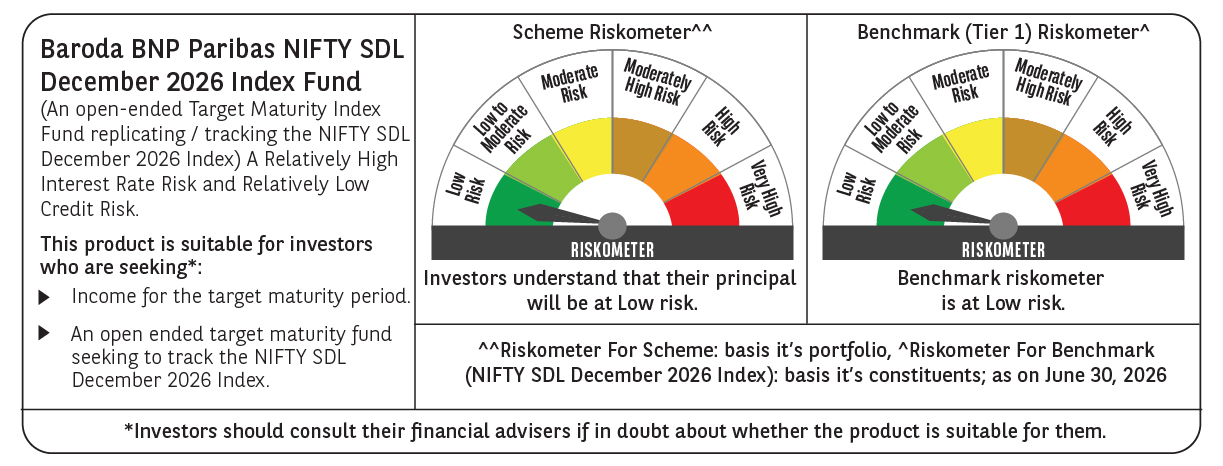 Baroda BNP Paribas NIFTY SDL
December 2026 Index Fund
(An open-ended Target Maturity Index
Fund replicating / tracking the NIFTY SDL
December 2026 Index) A Relatively High
Interest Rate Risk and Relatively Low
Credit Risk.
This product is suitable for investors
who are seeking*:
Income for the target maturity period.
An open ended target maturity fund
seeking to track the NIFTY SDL
December 2026 Index.
Scheme Riskometer^^
Low
Risk
Low to
Moderate
Risk
Moderate
Risk
Moderately
High Risk
High
Risk
Very High
Risk
RISKOMETER
Investors understand that their principal
will be at Low risk.
Benchmark (Tier 1) Riskometer^
Low
Risk
Low to
Moderate
Risk
Moderate
Risk
Moderately
High Risk
High
Risk
Very High
Risk
RISKOMETER
Benchmark riskometer
is at Low risk.
^^Riskometer For Scheme: basis it's portfolio, ^Riskometer For Benchmark
(NIFTY SDL December 2026 Index): basis it's constituents; as on June 30, 2026
*Investors should consult their financial advisers if in doubt about whether the product is suitable for them.